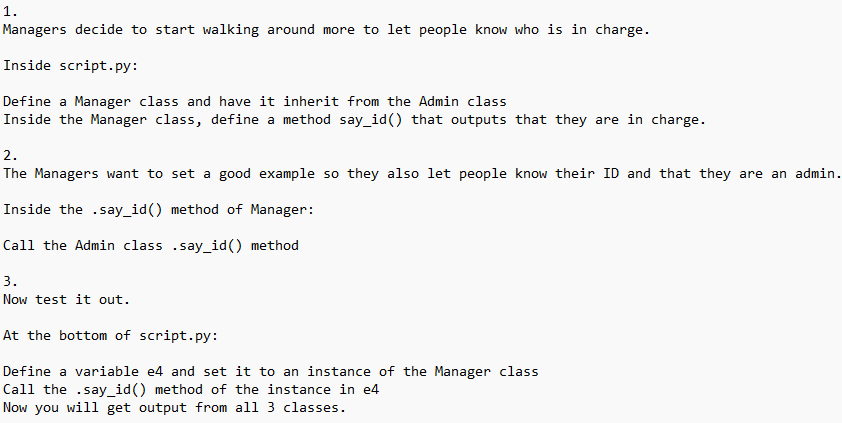 1.
Managers decide to start walking around more to let people know who is in charge.
Inside script.py:
Define a Manager class and have it inherit from the Admin class
Inside the Manager class, define a method say_id() that outputs that they are in charge.
2.
The Managers want to set a good example so they also let people know their ID and that they are an admin.
Inside the .say_id() method of Manager:
Call the Admin class .say_id() method
3.
Now test it out.
At the bottom of script.py:
Define a variable e4 and set it to an instance of the Manager class
Call the .say_id() method of the instance in e4
Now you will get output from all 3 classes.